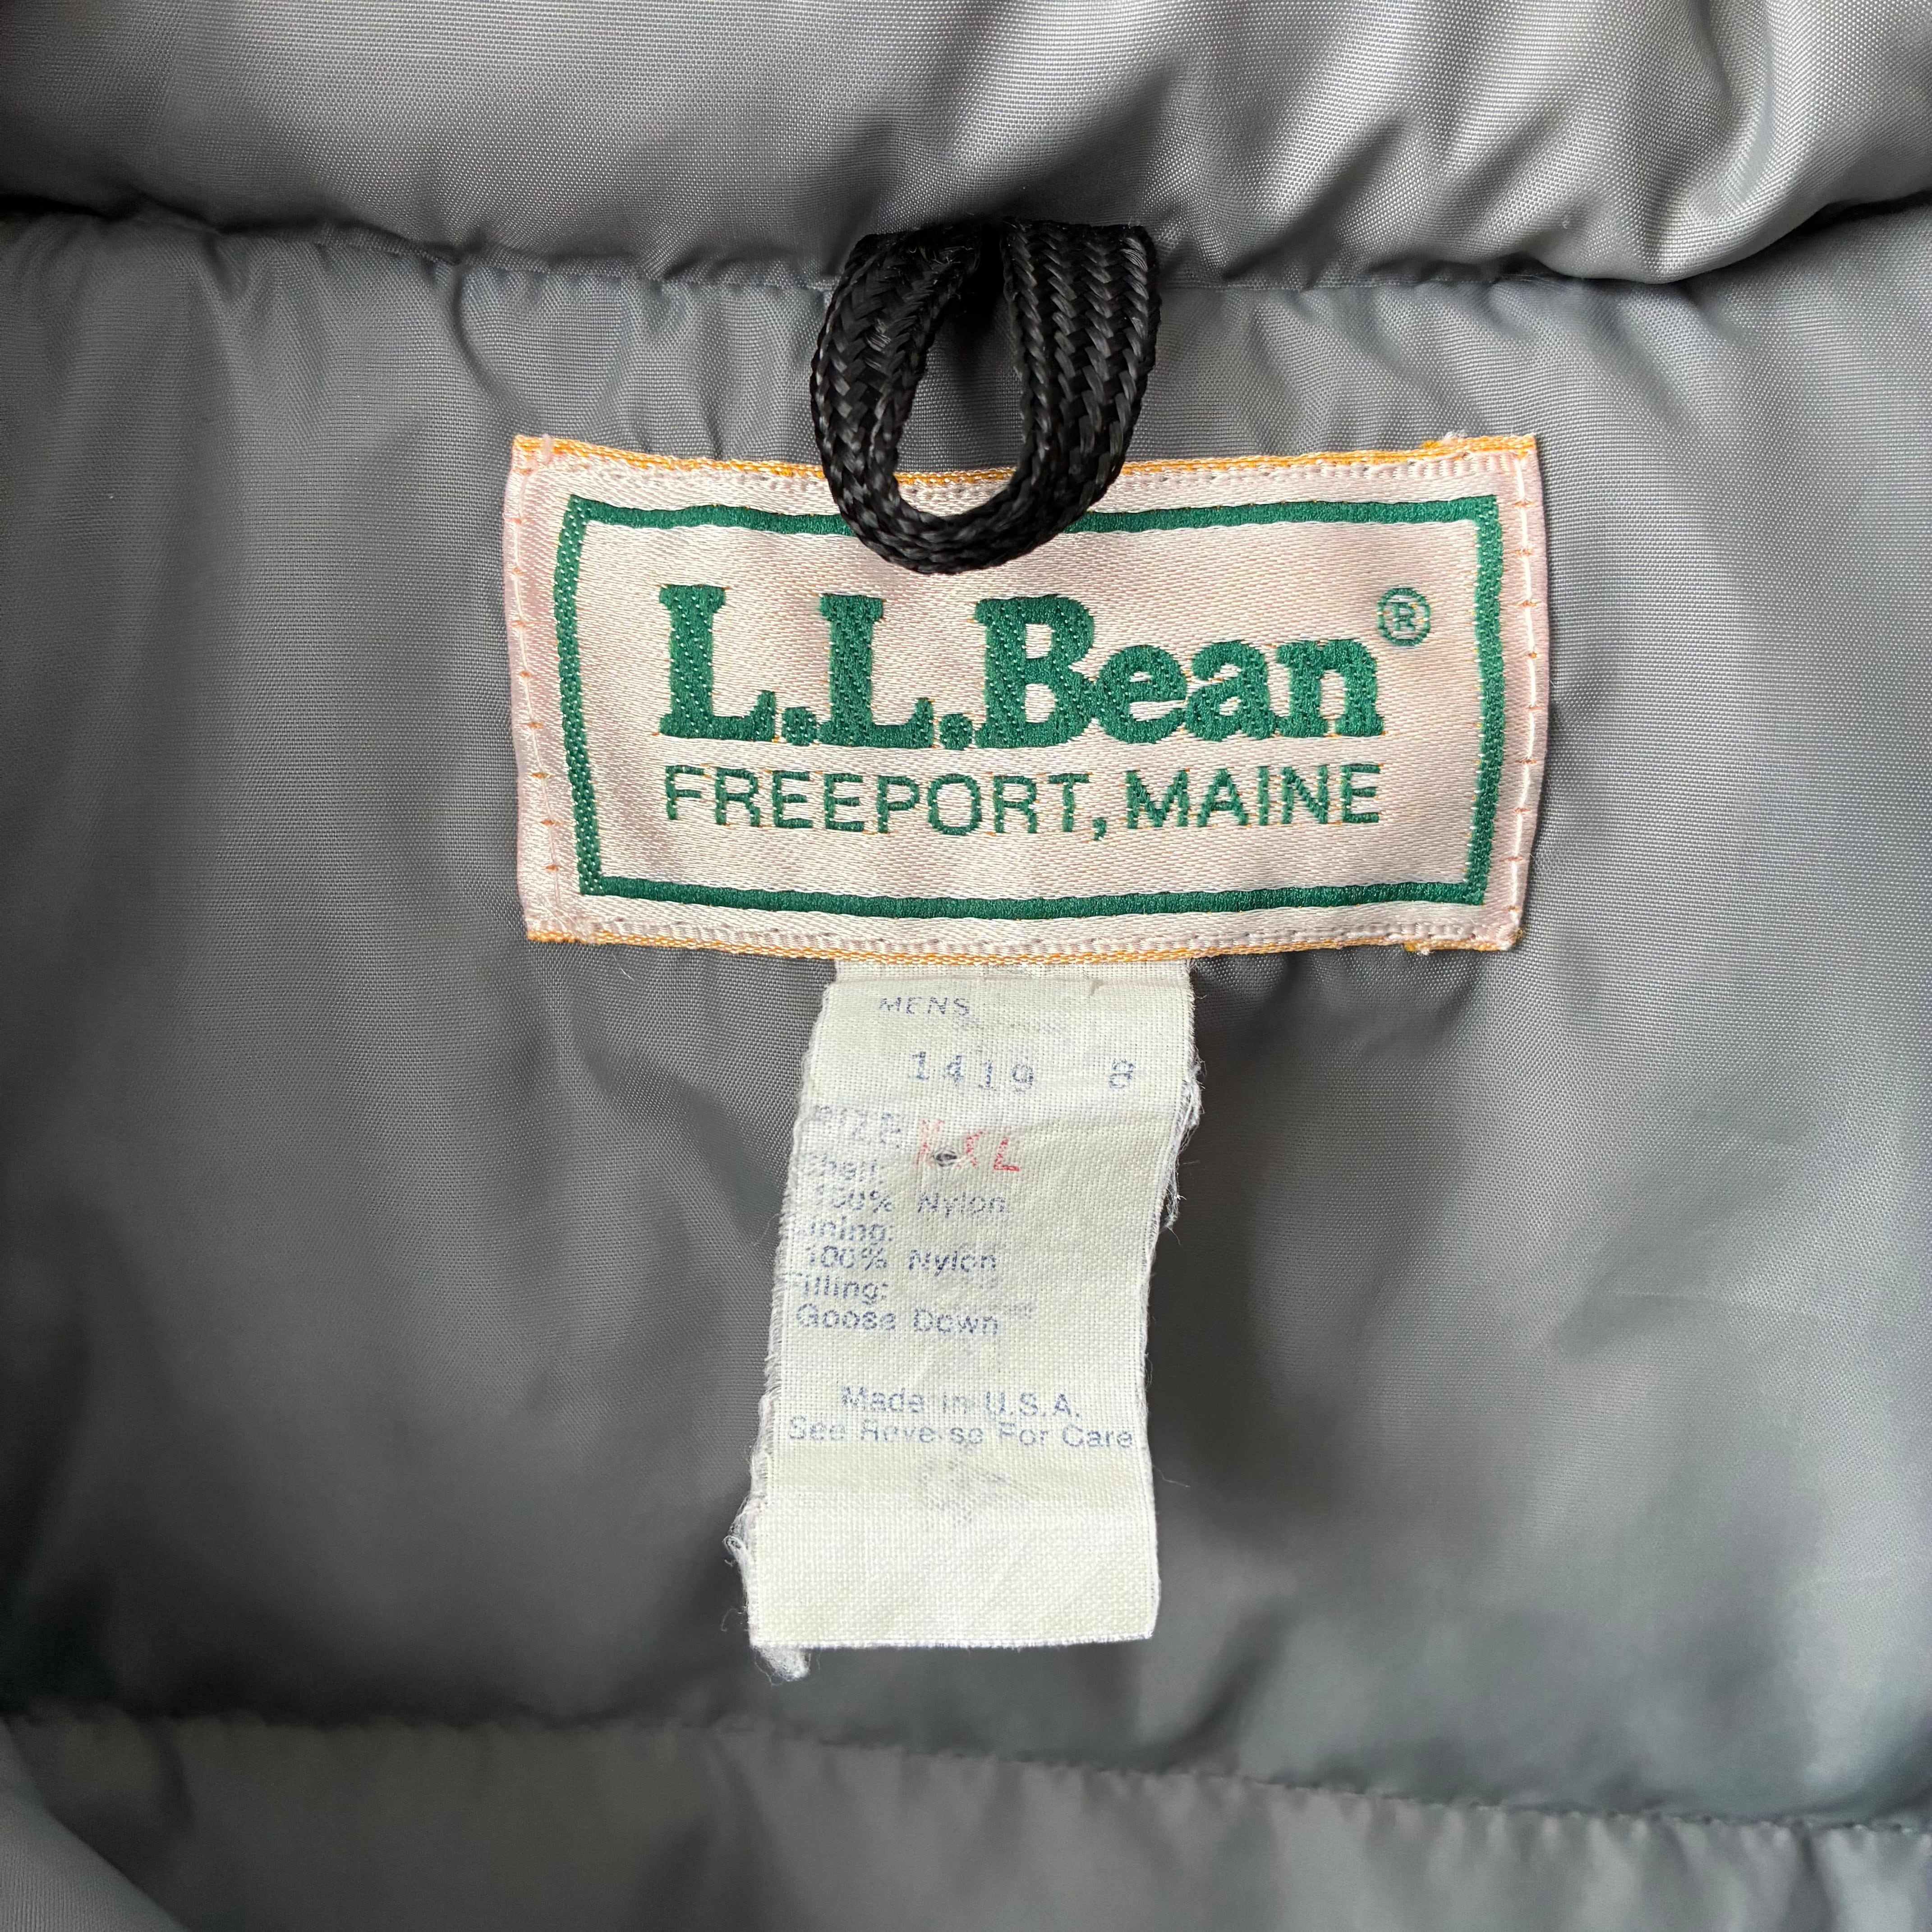 L.L.Bean®
FREEPORT, MAINE
MENS
1419 8
SIZE
Shell:
100% Nylon
Lining:
100% Nylon
Filling:
Goose Down
Made in U.S.A.
See Reverse For Care